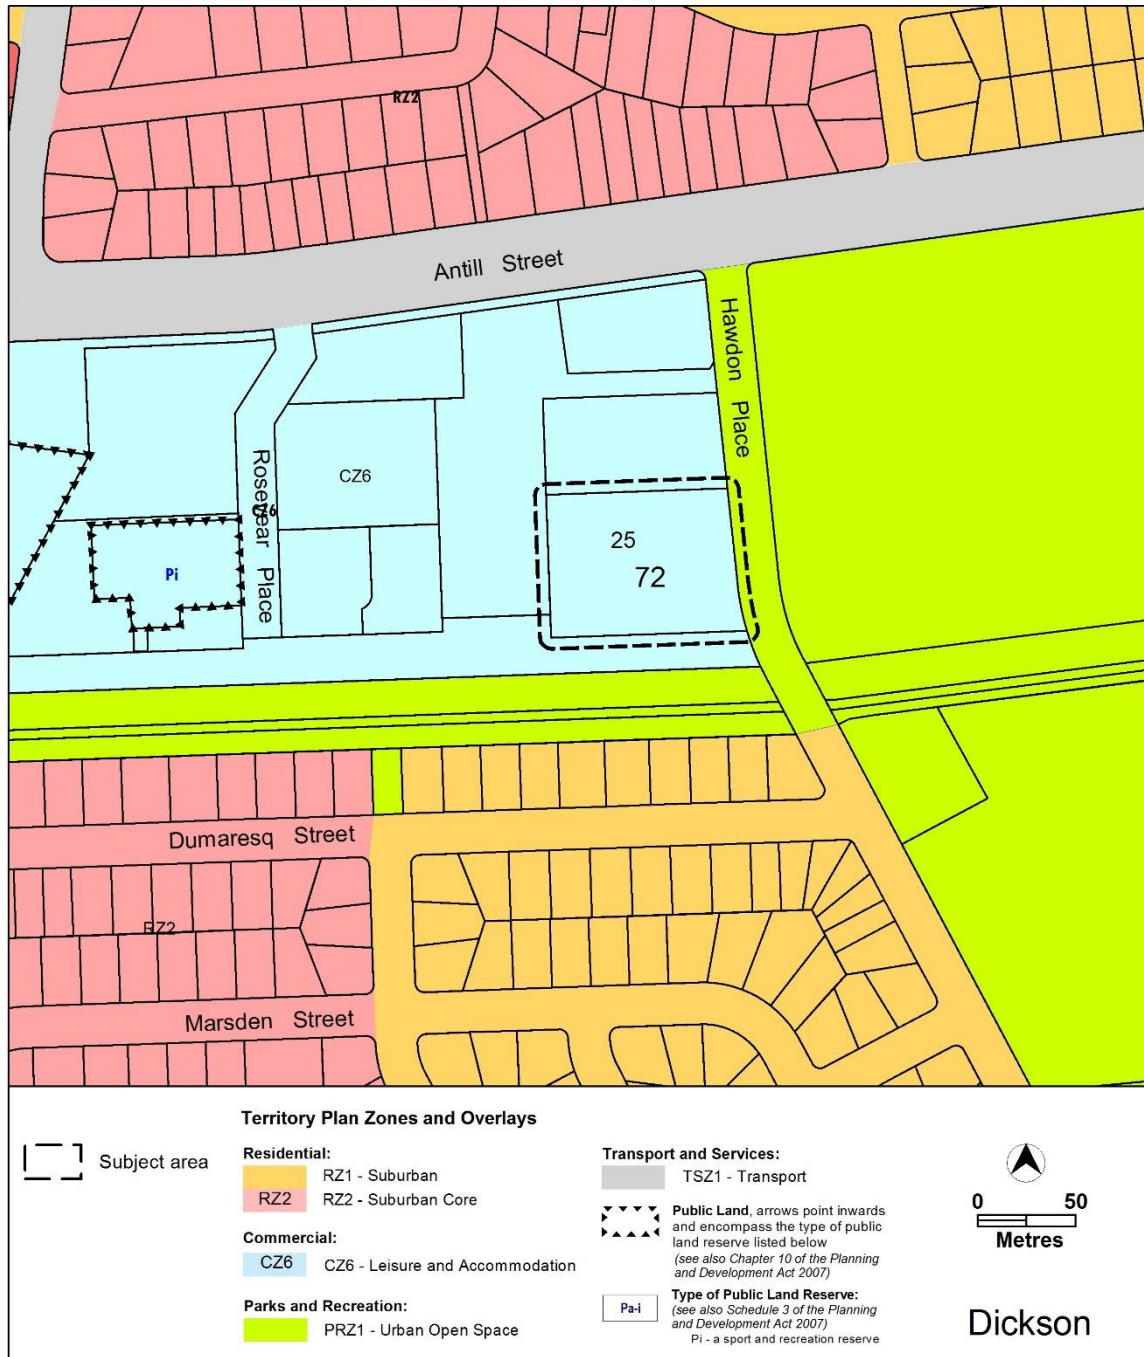 RZ2
Antill Street
Hawdon Place
Rosevear Place
CZ6
CZ6
25
72
Pi
Dumaresq Street
RZ2
Marsden Street
Territory Plan Zones and Overlays
Subject area
Residential:
RZ1 - Suburban
RZ2
RZ2 - Suburban Core
Commercial:
CZ6
CZ6 - Leisure and Accommodation
Parks and Recreation:
PRZ1 - Urban Open Space
Transport and Services:
TSZ1 - Transport
Public Land, arrows point inwards
and encompass the type of public
land reserve listed below
(see also Chapter 10 of the Planning
and Development Act 2007)
Pa-i
Type of Public Land Reserve:
(see also Schedule 3 of the Planning
and Development Act 2007)
Pi - a sport and recreation reserve
0 50
Metres
Dickson